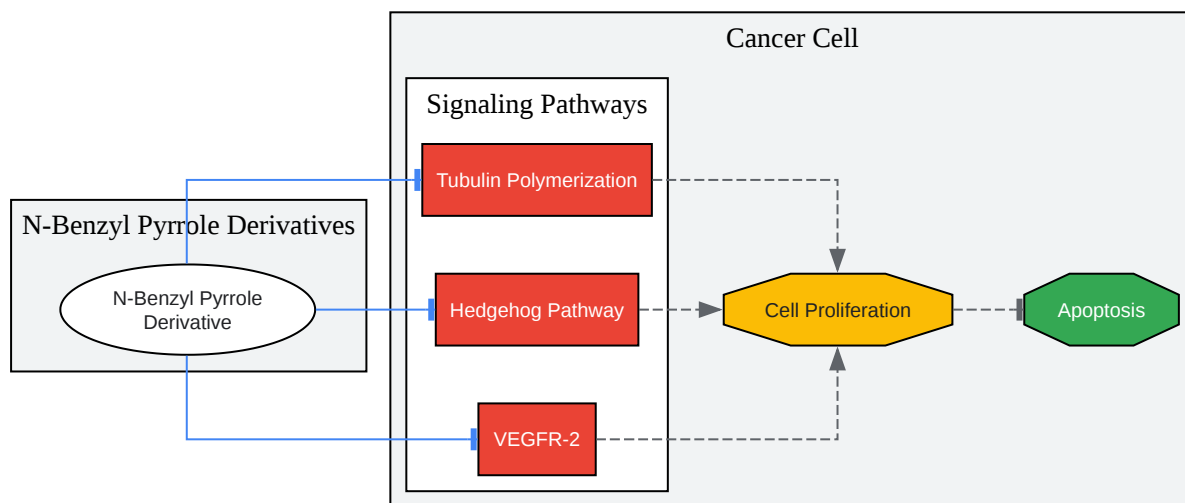 Cancer Cell
Signaling Pathways
Tubulin Polymerization
N-Benzyl Pyrrole Derivatives
N-Benzyl Pyrrole
Derivative
Hedgehog Pathway
Cell Proliferation
Apoptosis
VEGFR-2